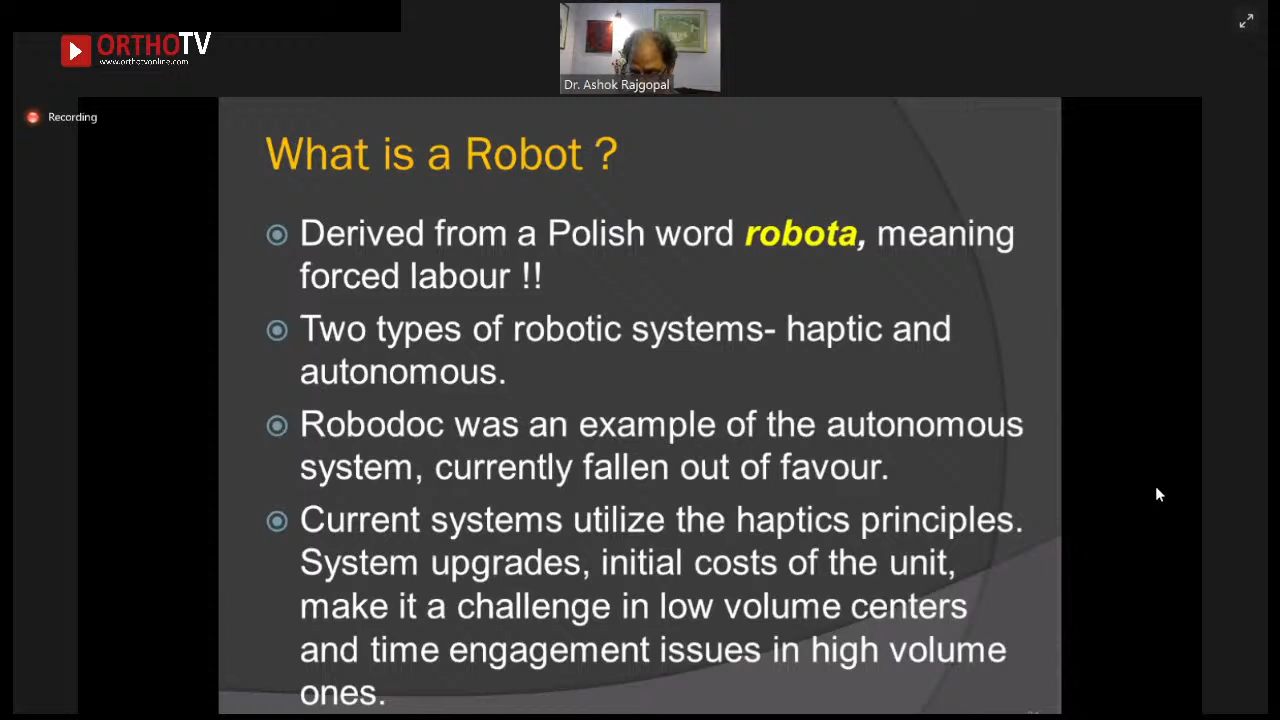 ORTHOTV
www.orthotvonline.com
Dr. Ashok Rajgopal
Recording
What is a Robot ?
Derived from a Polish word robota, meaning
forced labour !!
Two types of robotic systems- haptic and
autonomous.
Robodoc was an example of the autonomous
system, currently fallen out of favour.
Current systems utilize the haptics principles.
System upgrades, initial costs of the unit,
make it a challenge in low volume centers
and time engagement issues in high volume
ones.